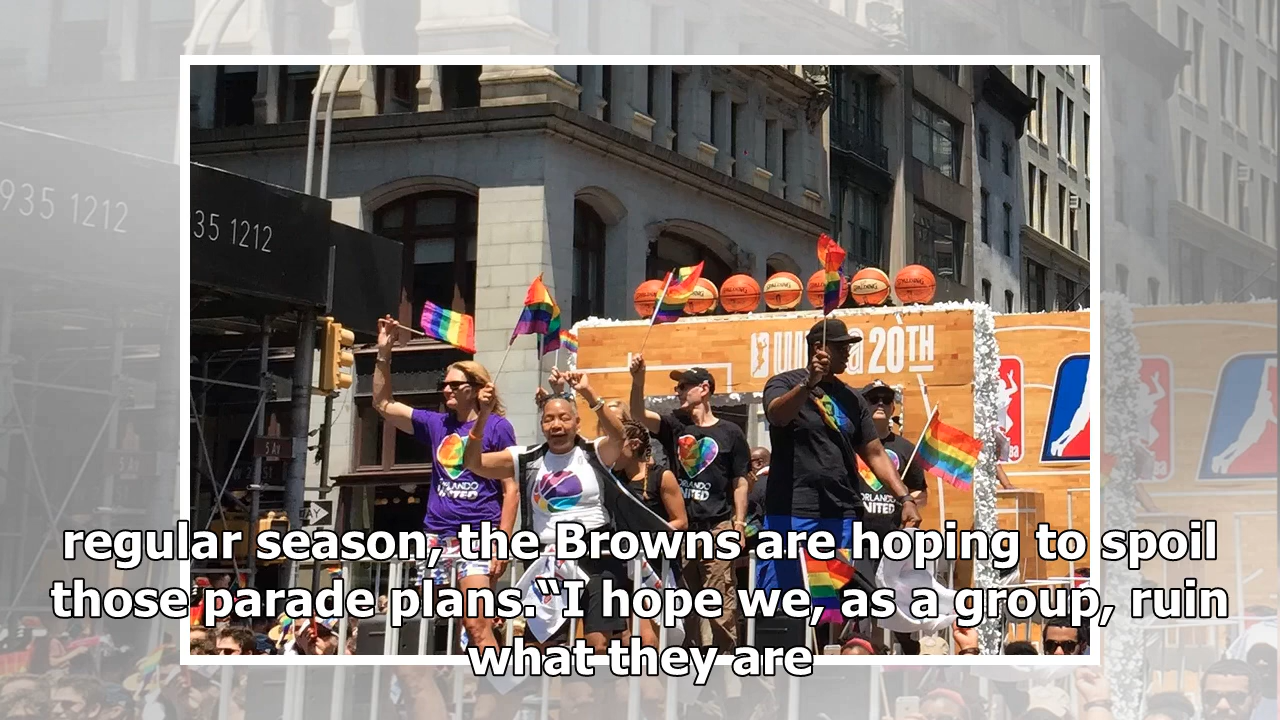 935 1212
35 1212
20TH
ORLANDO
UNITED
ORLANDO
UNITED
ORLANDO
UNITED
regular season, the Browns are hoping to spoil
those parade plans.“I hope we, as a group, ruin
what they are